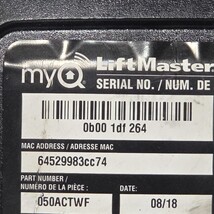 myQ LiftMaster
SERIAL NO. / NUM. DE
0b00 1df 264
MAC ADDRESS / ADRESSE MAC
64529983cc74
PART NUMBER /
NUMÉRO DE LA PIÈCE:
050ACTWF 08/18